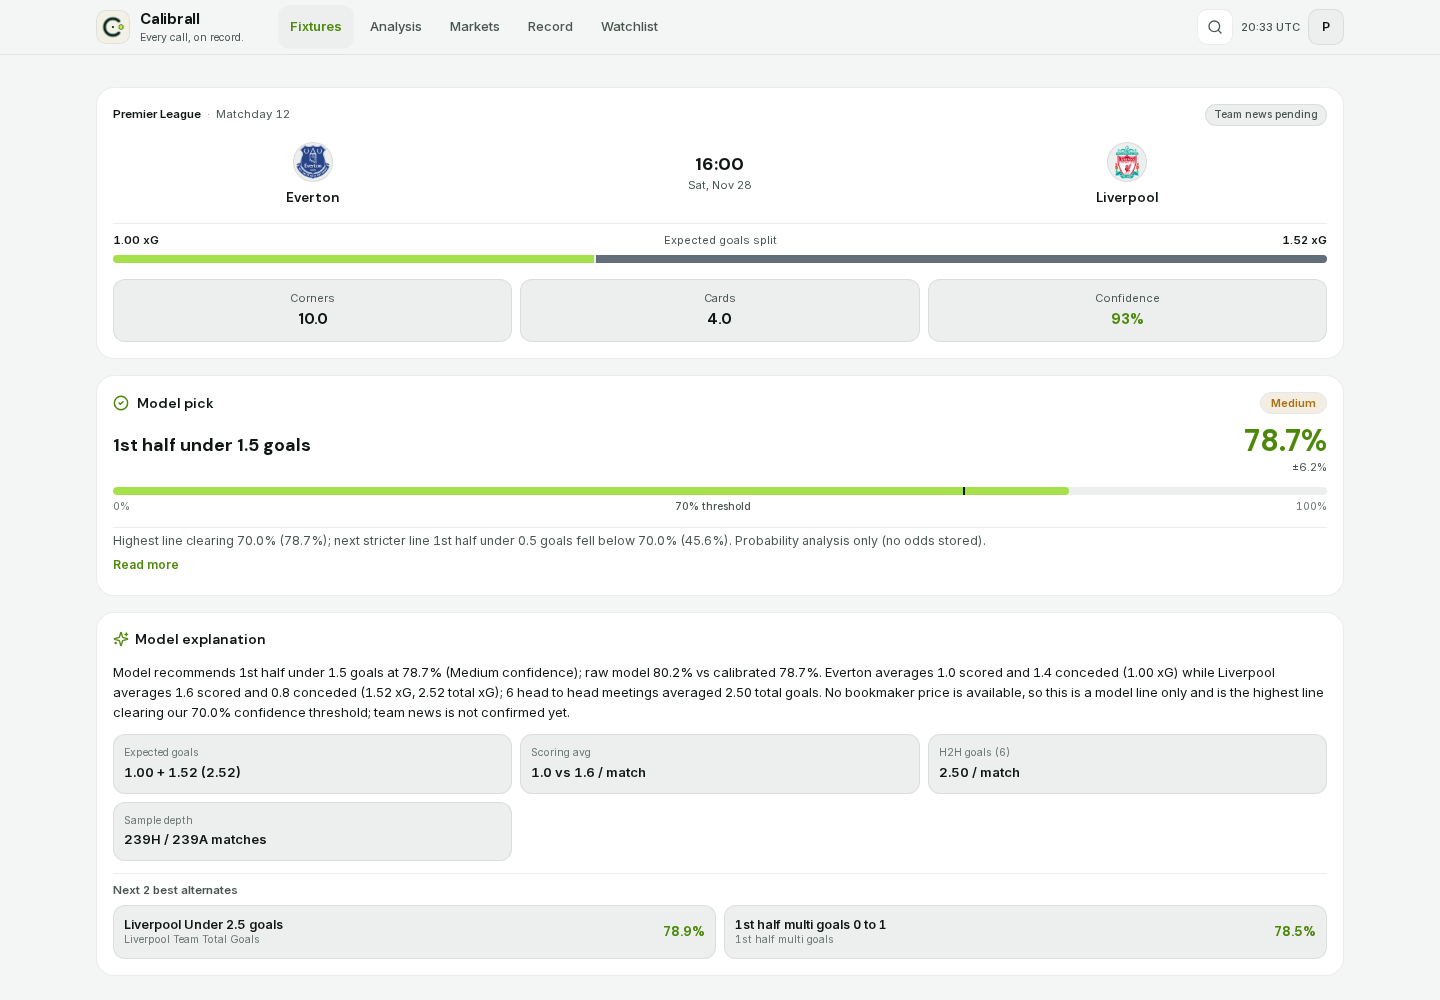 Calibrall
Every call, on record.
Fixtures
Analysis
Markets
Record
Watchlist
20:33 UTC
P
Premier League · Matchday 12
Team news pending
Everton
16:00
Sat, Nov 28
Liverpool
1.00 xG
Expected goals split
1.52 xG
Corners
10.0
Cards
4.0
Confidence
93%
Model pick
Medium
1st half under 1.5 goals
78.7%
±6.2%
0%
70% threshold
100%
Highest line clearing 70.0% (78.7%); next stricter line 1st half under 0.5 goals fell below 70.0% (45.6%). Probability analysis only (no odds stored).
Read more
Model explanation
Model recommends 1st half under 1.5 goals at 78.7% (Medium confidence); raw model 80.2% vs calibrated 78.7%. Everton averages 1.0 scored and 1.4 conceded (1.00 xG) while Liverpool
averages 1.6 scored and 0.8 conceded (1.52 xG, 2.52 total xG); 6 head to head meetings averaged 2.50 total goals. No bookmaker price is available, so this is a model line only and is the highest line
clearing our 70.0% confidence threshold; team news is not confirmed yet.
Expected goals
1.00 + 1.52 (2.52)
Scoring avg
1.0 vs 1.6 / match
H2H goals (6)
2.50 / match
Sample depth
239H / 239A matches
Next 2 best alternates
Liverpool Under 2.5 goals
Liverpool Team Total Goals
78.9%
1st half multi goals 0 to 1
1st half multi goals
78.5%